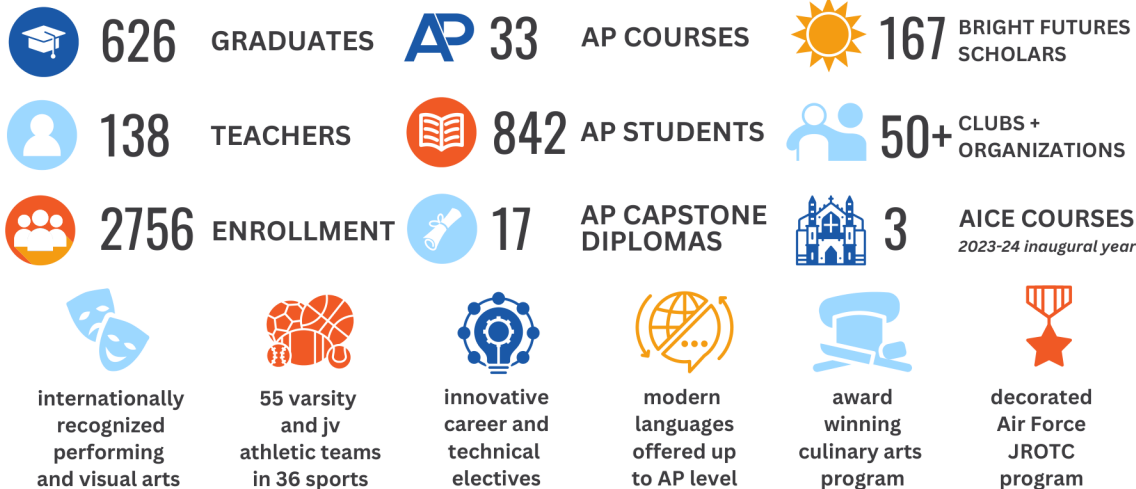 626 GRADUATES
AP 33 AP COURSES
167 BRIGHT FUTURES
SCHOLARS
138 TEACHERS
842 AP STUDENTS
50+ CLUBS +
ORGANIZATIONS
2756 ENROLLMENT
17 AP CAPSTONE
DIPLOMAS
3 AICE COURSES
2023-24 inaugural year
internationally
recognized
performing
and visual arts
55 varsity
and jv
athletic teams
in 36 sports
innovative
career and
technical
electives
modern
languages
offered up
to AP level
award
winning
culinary arts
program
decorated
Air Force
JROTC
program